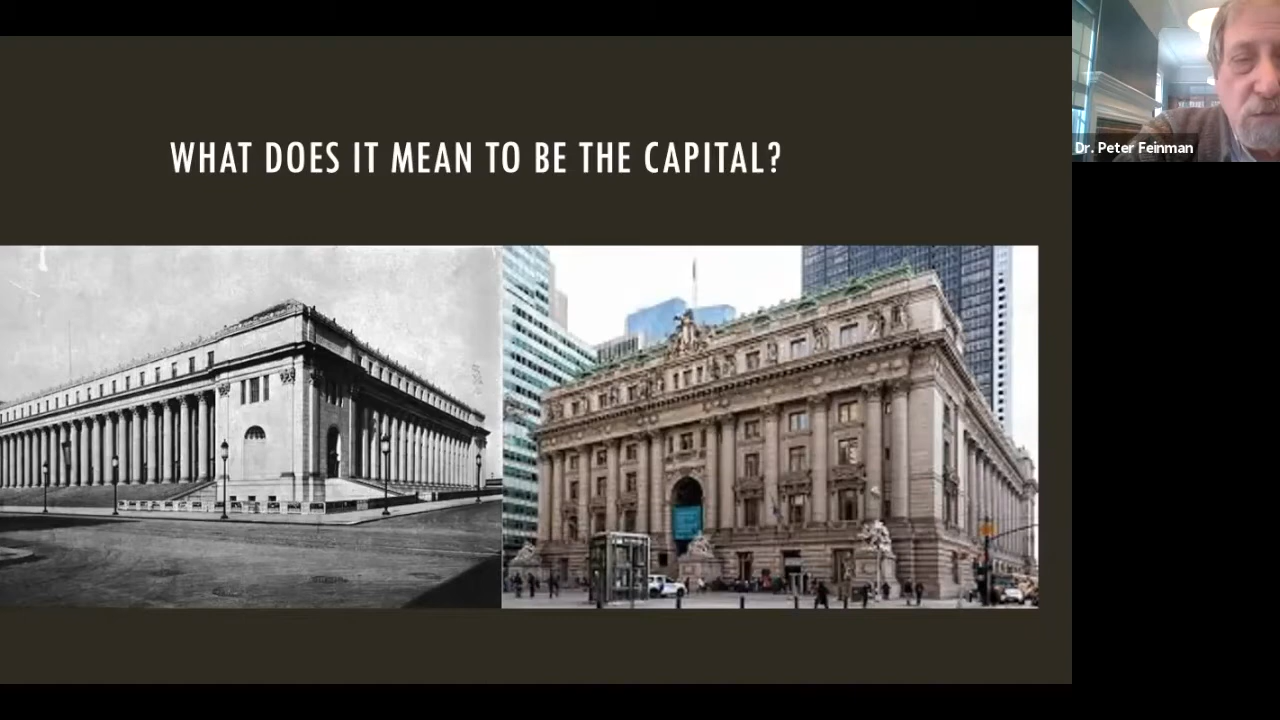 WHAT DOES IT MEAN TO BE THE CAPITAL?
Dr. Peter Feinman